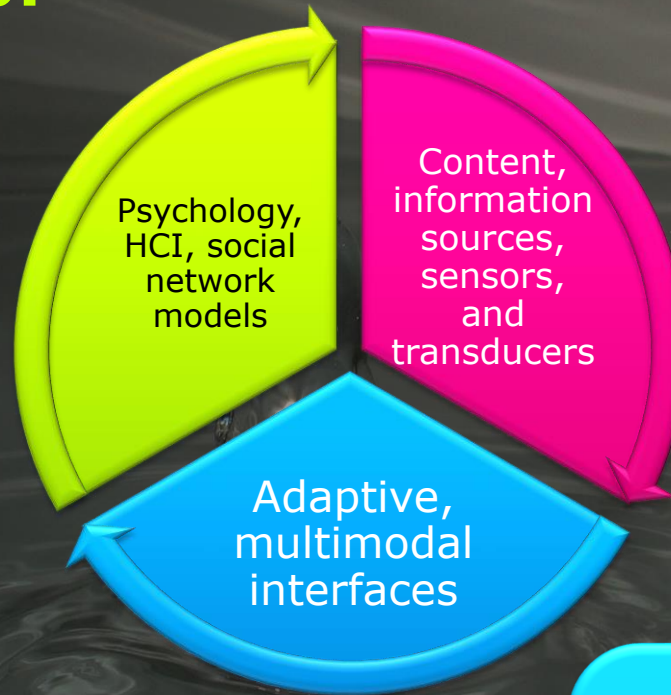 Psychology,
HCI, social
network
models
Content,
information
sources,
sensors,
and
transducers
Adaptive,
multimodal
interfaces